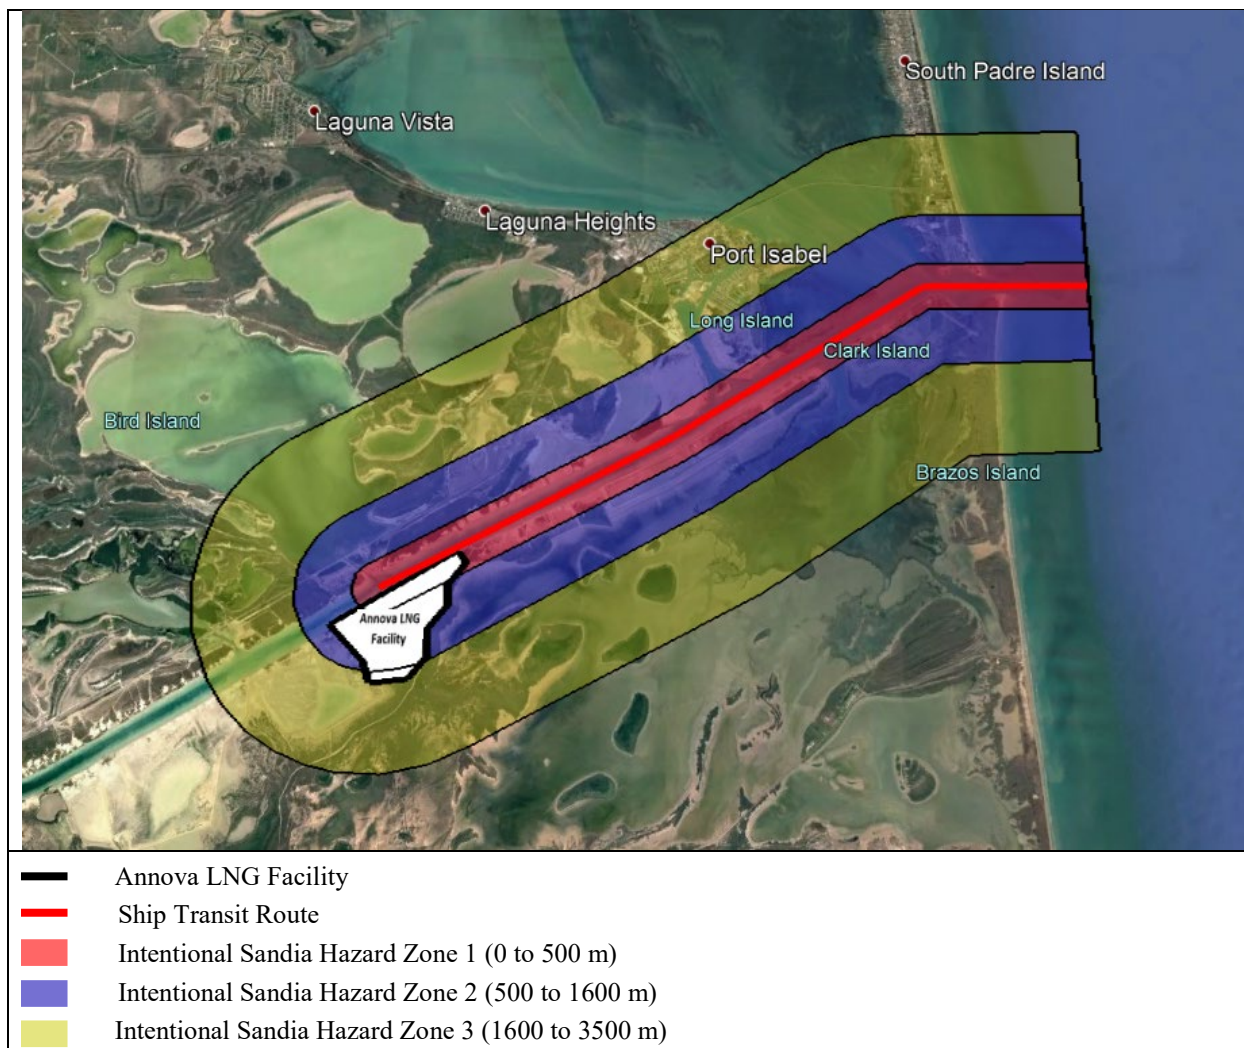 South Padre Island
Laguna Vista
Laguna Heights
Port Isabel
Long Island
Clark Island
Bird Island
Brazos Island
Annova LNG
Facility
Annova LNG Facility
Ship Transit Route
Intentional Sandia Hazard Zone 1 (0 to 500 m)
Intentional Sandia Hazard Zone 2 (500 to 1600 m)
Intentional Sandia Hazard Zone 3 (1600 to 3500 m)